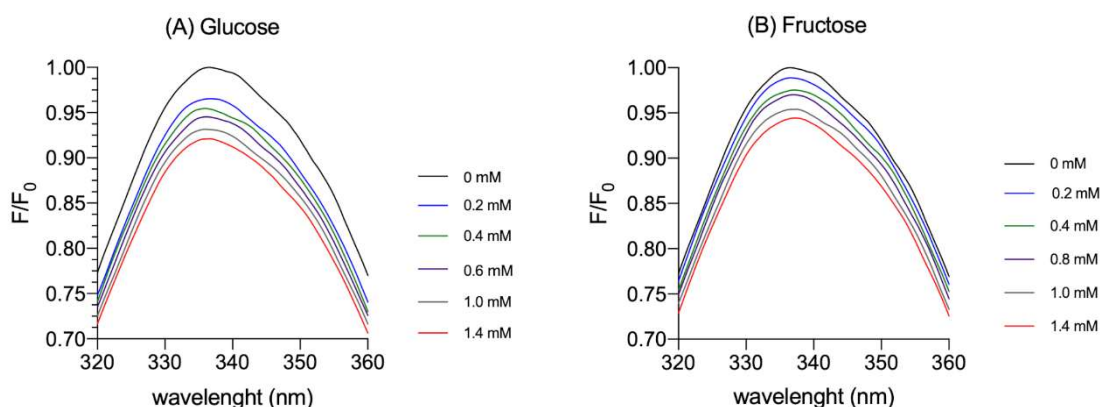 (A) Glucose
F/F0
1.00
0.95
0.90
0.85
0.80
0.75
0.70
320 330 340 350 360
wavelenght (nm)
0 mM
0.2 mM
0.4 mM
0.6 mM
1.0 mM
1.4 mM
(B) Fructose
F/F0
1.00
0.95
0.90
0.85
0.80
0.75
0.70
320 330 340 350 360
wavelenght (nm)
0 mM
0.2 mM
0.4 mM
0.8 mM
1.0 mM
1.4 mM